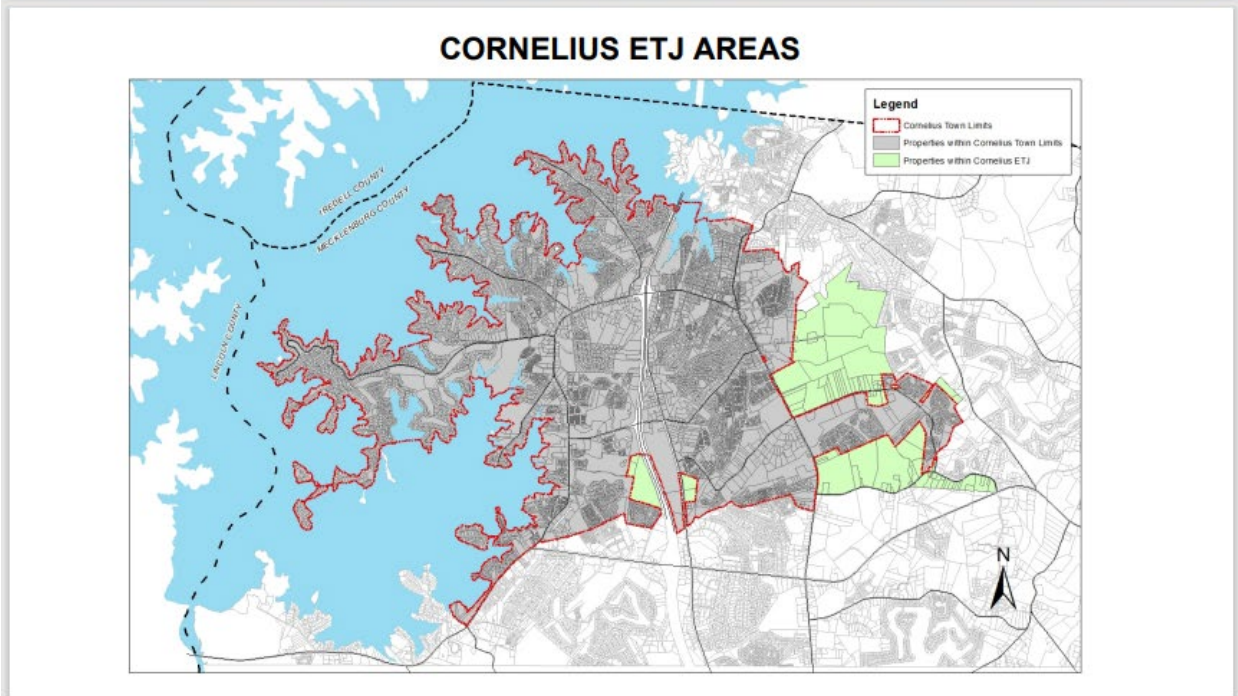 CORNELIUS ETJ AREAS
Legend
Cornelius Town Limits
Properties within Cornelius Town Limits
Properties within Cornelius ETJ
IREDELL COUNTY
MECKLENBURG COUNTY
LINCOLN COUNTY
N